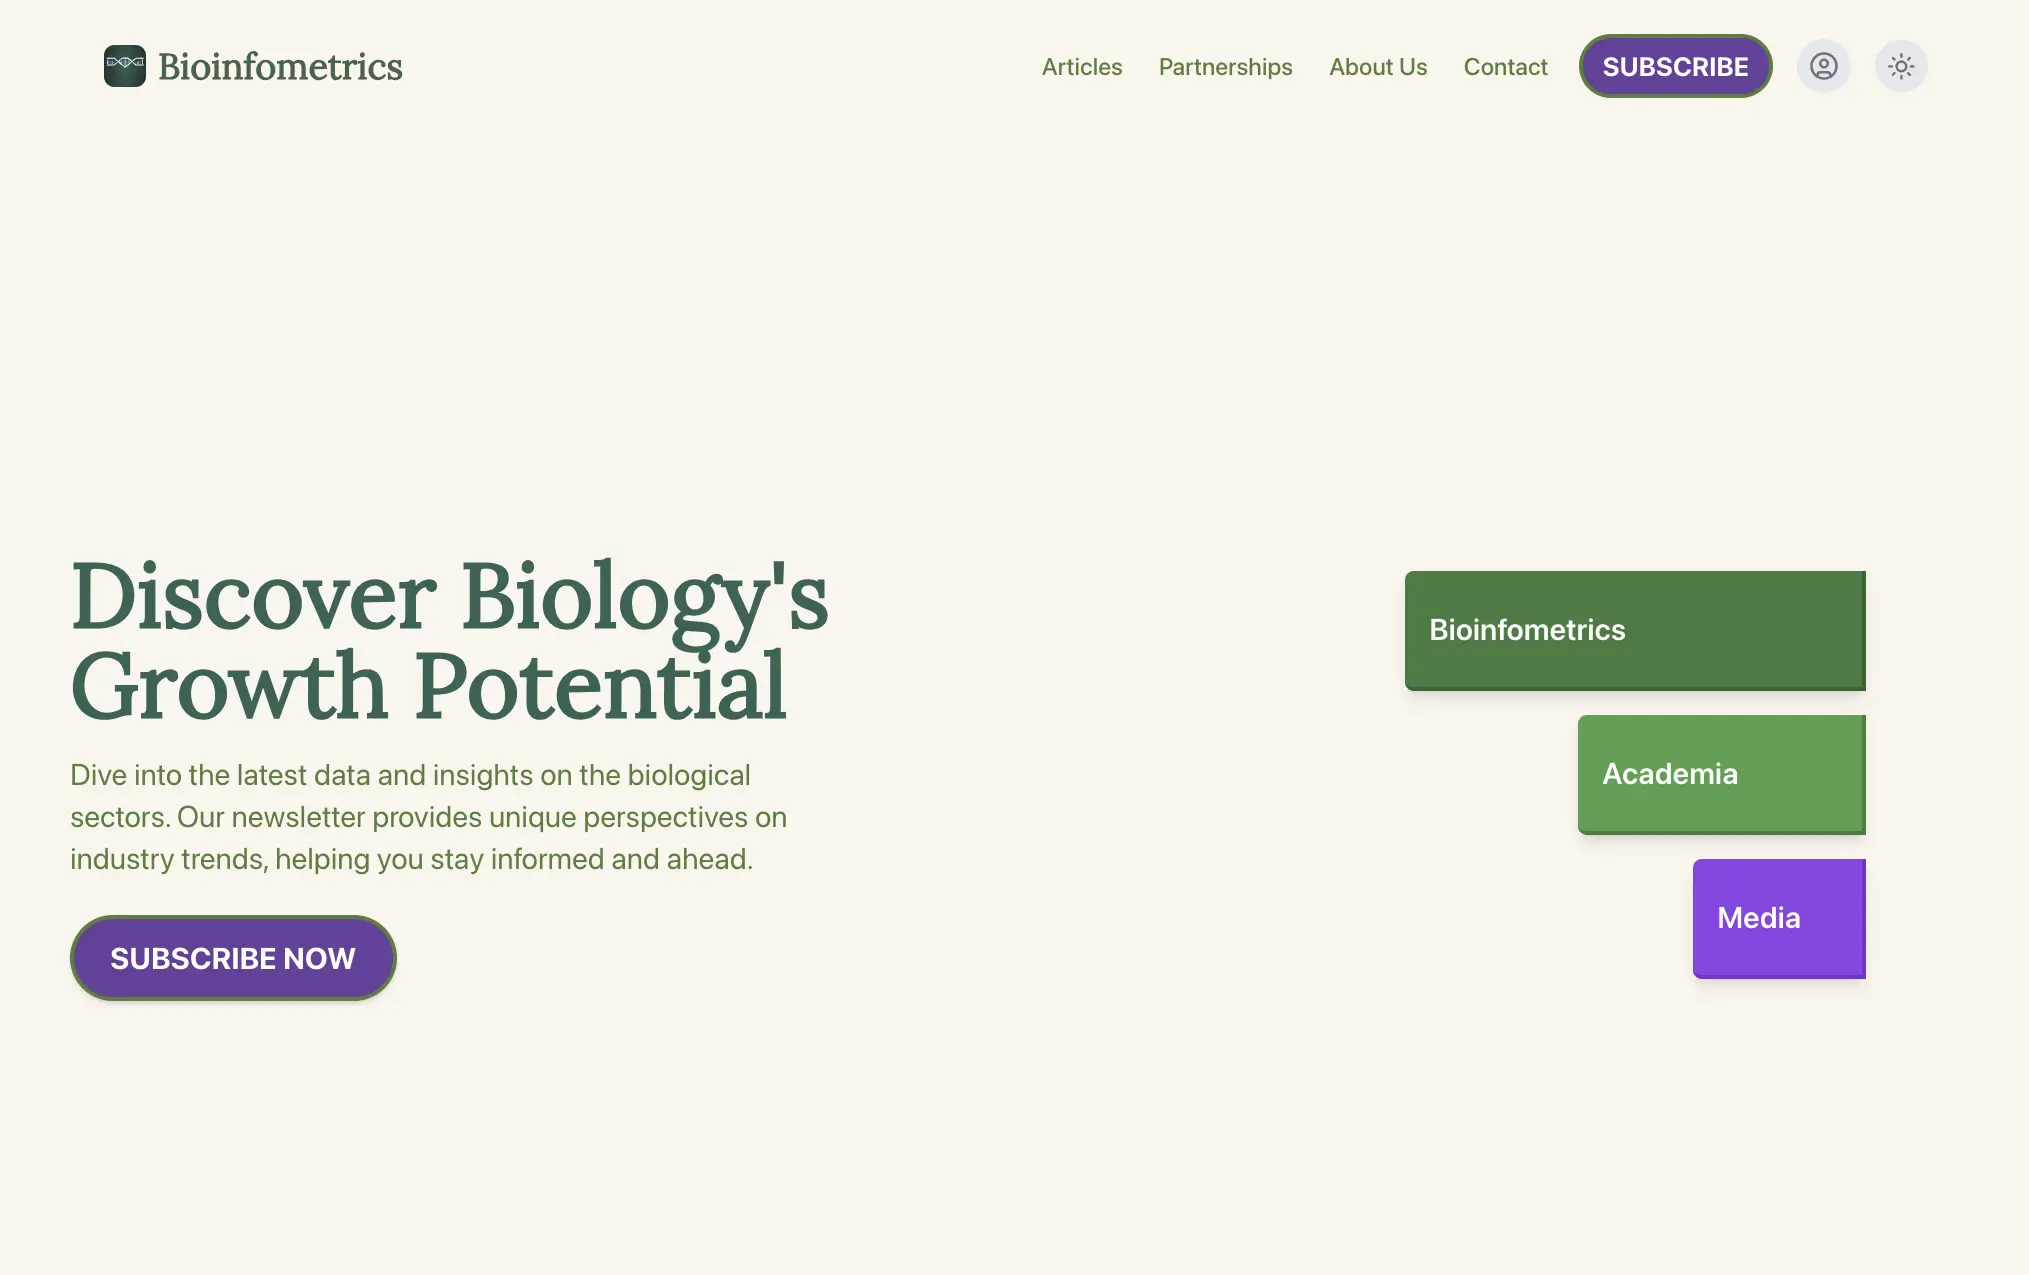 Bioinfometrics
Articles
Partnerships
About Us
Contact
SUBSCRIBE
Discover Biology's
Growth Potential
Dive into the latest data and insights on the biological
sectors. Our newsletter provides unique perspectives on
industry trends, helping you stay informed and ahead.
SUBSCRIBE NOW
Bioinfometrics
Academia
Media